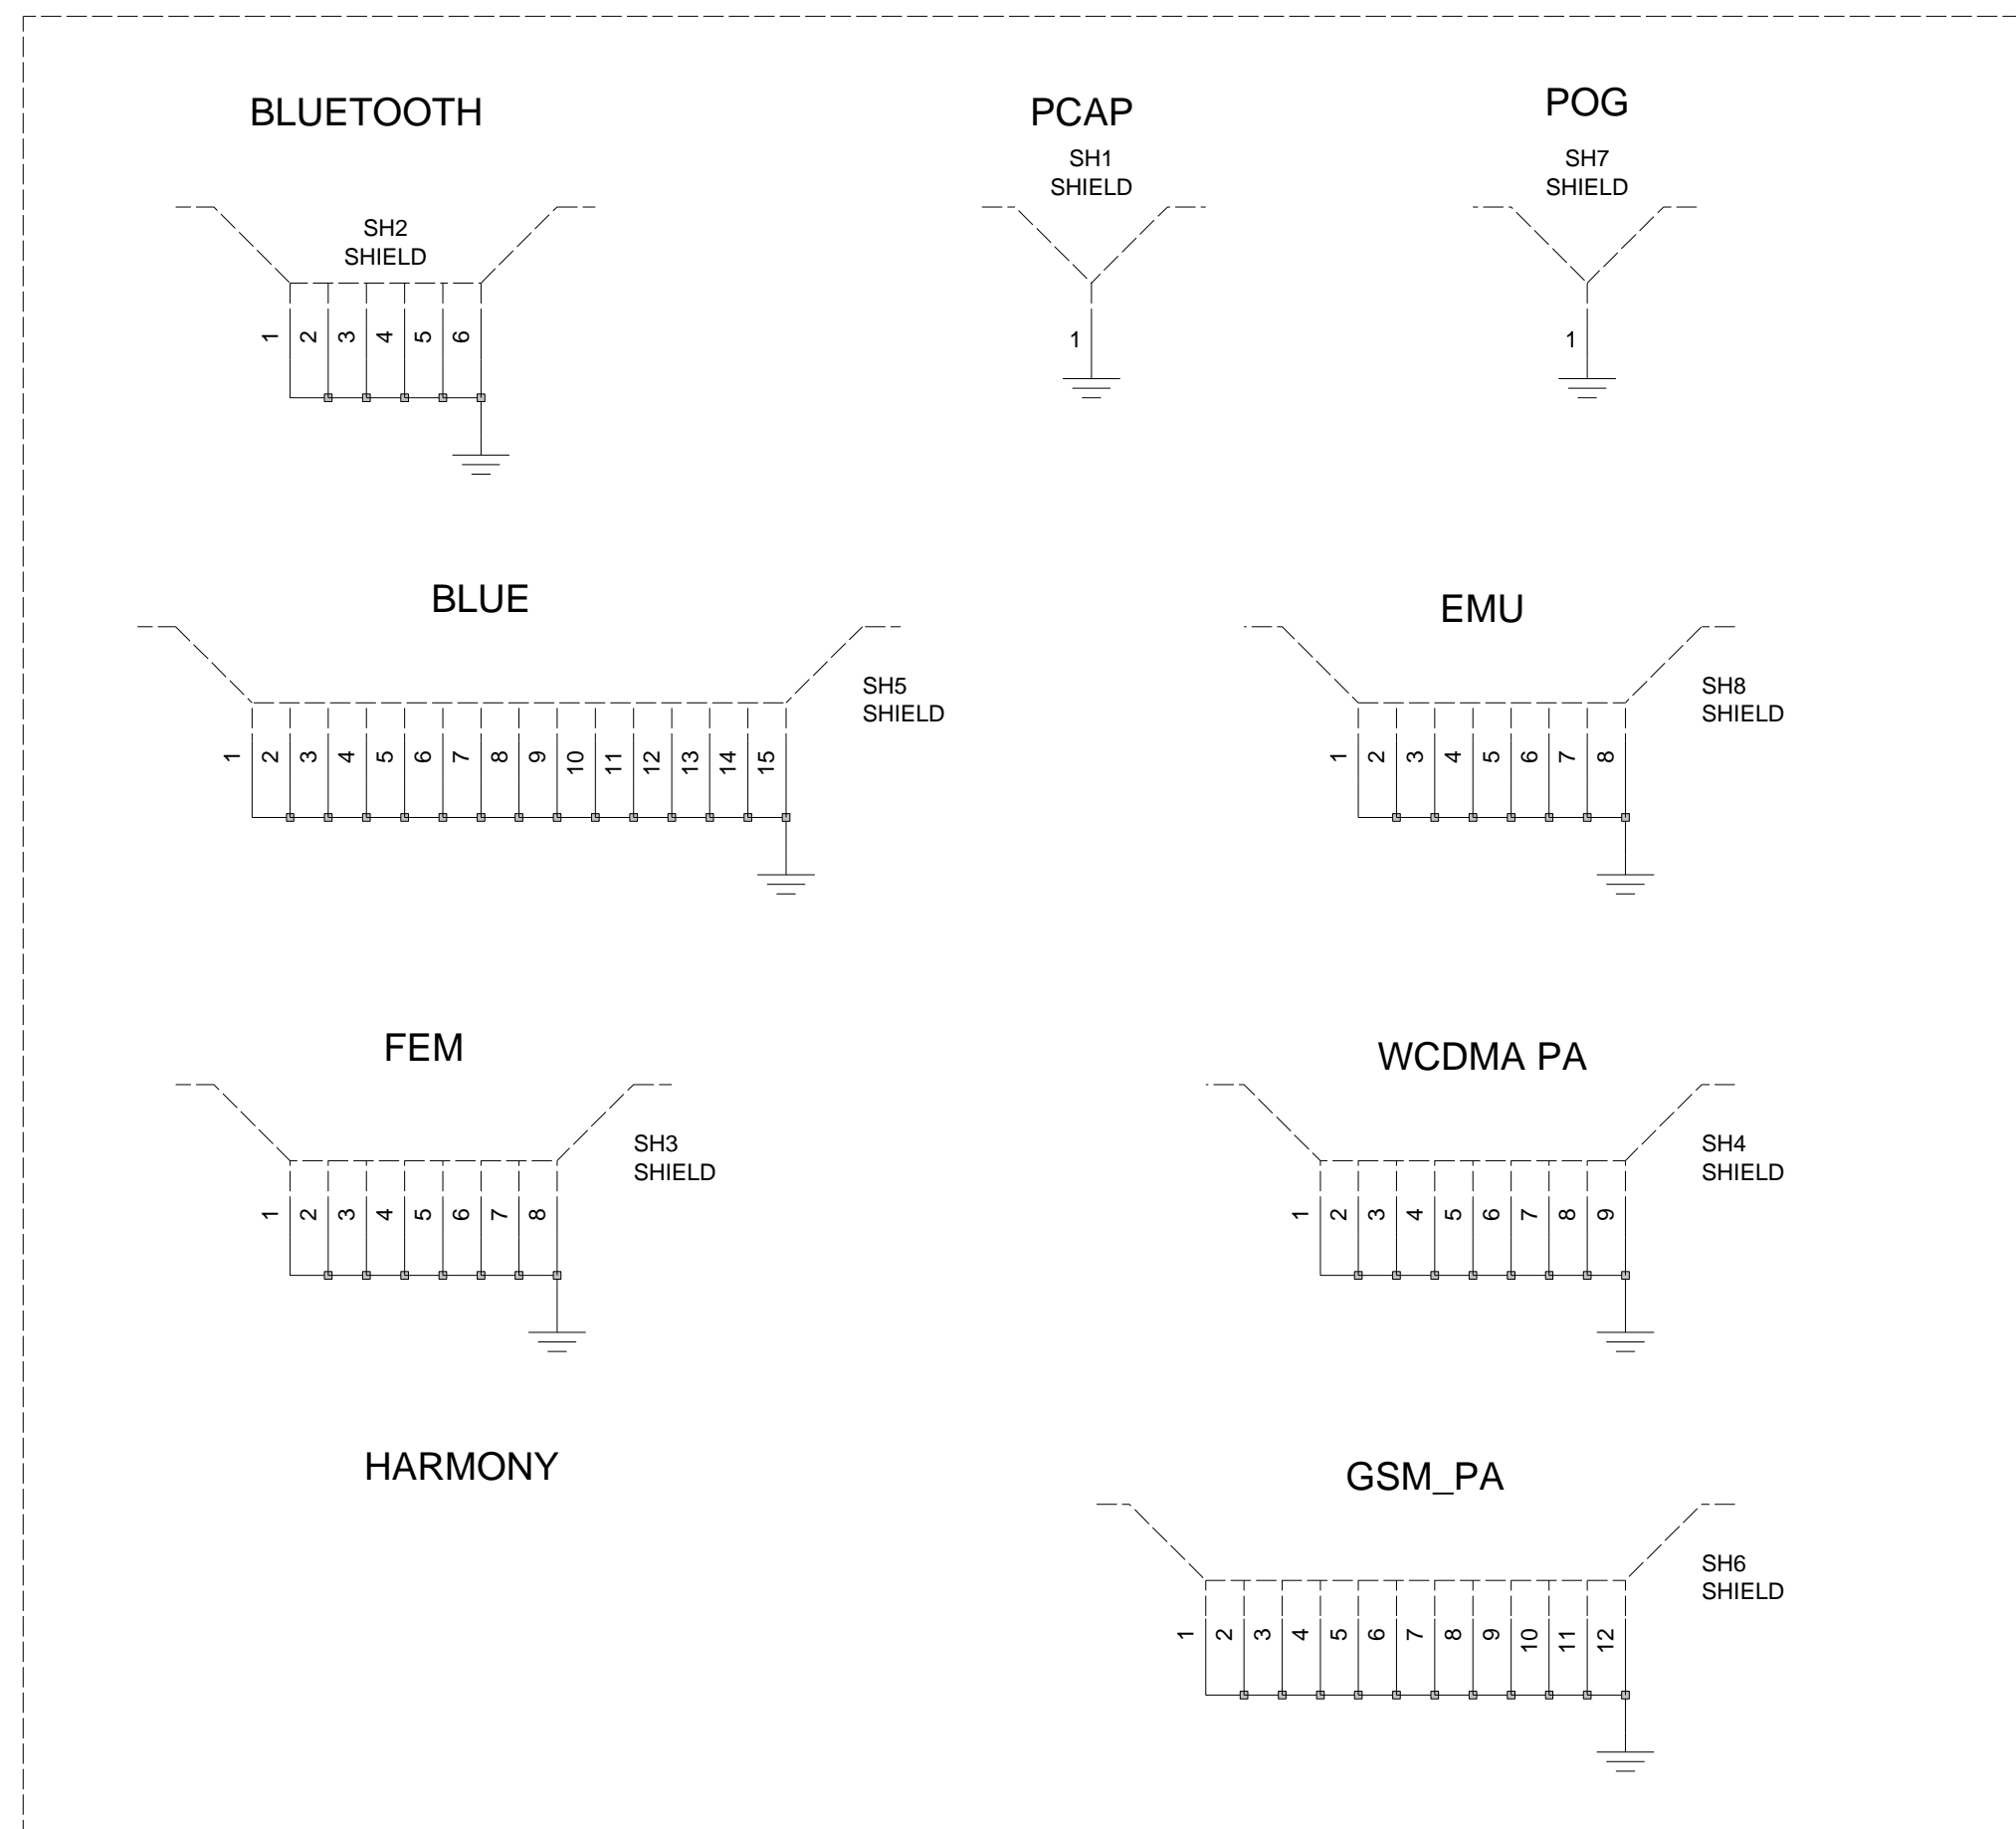 BLUETOOTH
PCAP
POG
SH1
SHIELD
SH7
SHIELD
SH2
SHIELD
1 2 3 4 5 6
1
1
BLUE
EMU
SH5
SHIELD
SH8
SHIELD
1 2 3 4 5 6 7 8 9 10 11 12 13 14 15
1 2 3 4 5 6 7 8
FEM
WCDMA PA
SH3
SHIELD
SH4
SHIELD
1 2 3 4 5 6 7 8
1 2 3 4 5 6 7 8 9
HARMONY
GSM_PA
SH6
SHIELD
1 2 3 4 5 6 7 8 9 10 11 12